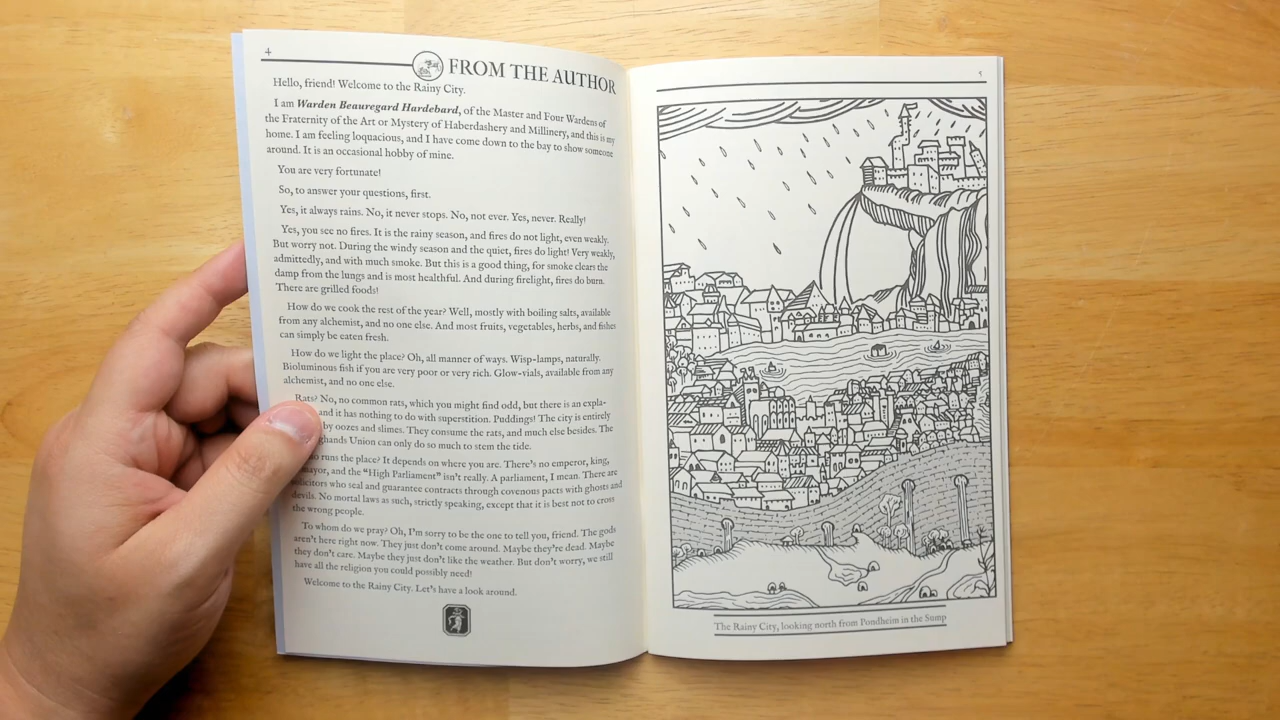 4
FROM THE AUTHOR
Hello, friend! Welcome to the Rainy City.
I am Warden Beauregard Hardebard, of the Master and Four Wardens of
the Fraternity of the Art or Mystery of Haberdashery and Millinery, and this is my
home. I am feeling loquacious, and I have come down to the bay to show someone
around. It is an occasional hobby of mine.
You are very fortunate!
So, to answer your questions, first.
Yes, it always rains. No, it never stops. No, not ever. Yes, never. Really!
Yes, you see no fires. It is the rainy season, and fires do not light, even weakly.
But worry not. During the windy season and the quiet, fires do light! Very weakly,
admittedly, and with much smoke. But this is a good thing, for smoke clears the
damp from the lungs and is most healthful. And during firelight, fires do burn.
There are grilled foods!
How do we cook the rest of the year? Well, mostly with boiling salts, available
from any alchemist, and no one else. And most fruits, vegetables, herbs, and fishes
can simply be eaten fresh.
How do we light the place? Oh, all manner of ways. Wisp-lamps, naturally.
Bioluminous fish if you are very poor or very rich. Glow-vials, available from any
alchemist, and no one else.
Rats? No, no common rats, which you might find odd, but there is an expla-
and it has nothing to do with superstition. Puddings! The city is entirely
by oozes and slimes. They consume the rats, and much else besides. The
Union can only do so much to stem the tide.
runs the place? It depends on where you are. There's no emperor, king,
mayor, and the "High Parliament" isn't really. A parliament, I mean. There are
solicitors who seal and guarantee contracts through covenous pacts with ghosts and
devils. No mortal laws as such, strictly speaking, except that it is best not to cross
the wrong people.
To whom do we pray? Oh, I'm sorry to be the one to tell you, friend. The gods
aren't here right now. They just don't come around. Maybe they're dead. Maybe
they don't care. Maybe they just don't like the weather. But don't worry, we still
have all the religion you could possibly need!
Welcome to the Rainy City. Let's have a look around.
5
The Rainy City, looking north from Pondheim in the Sump